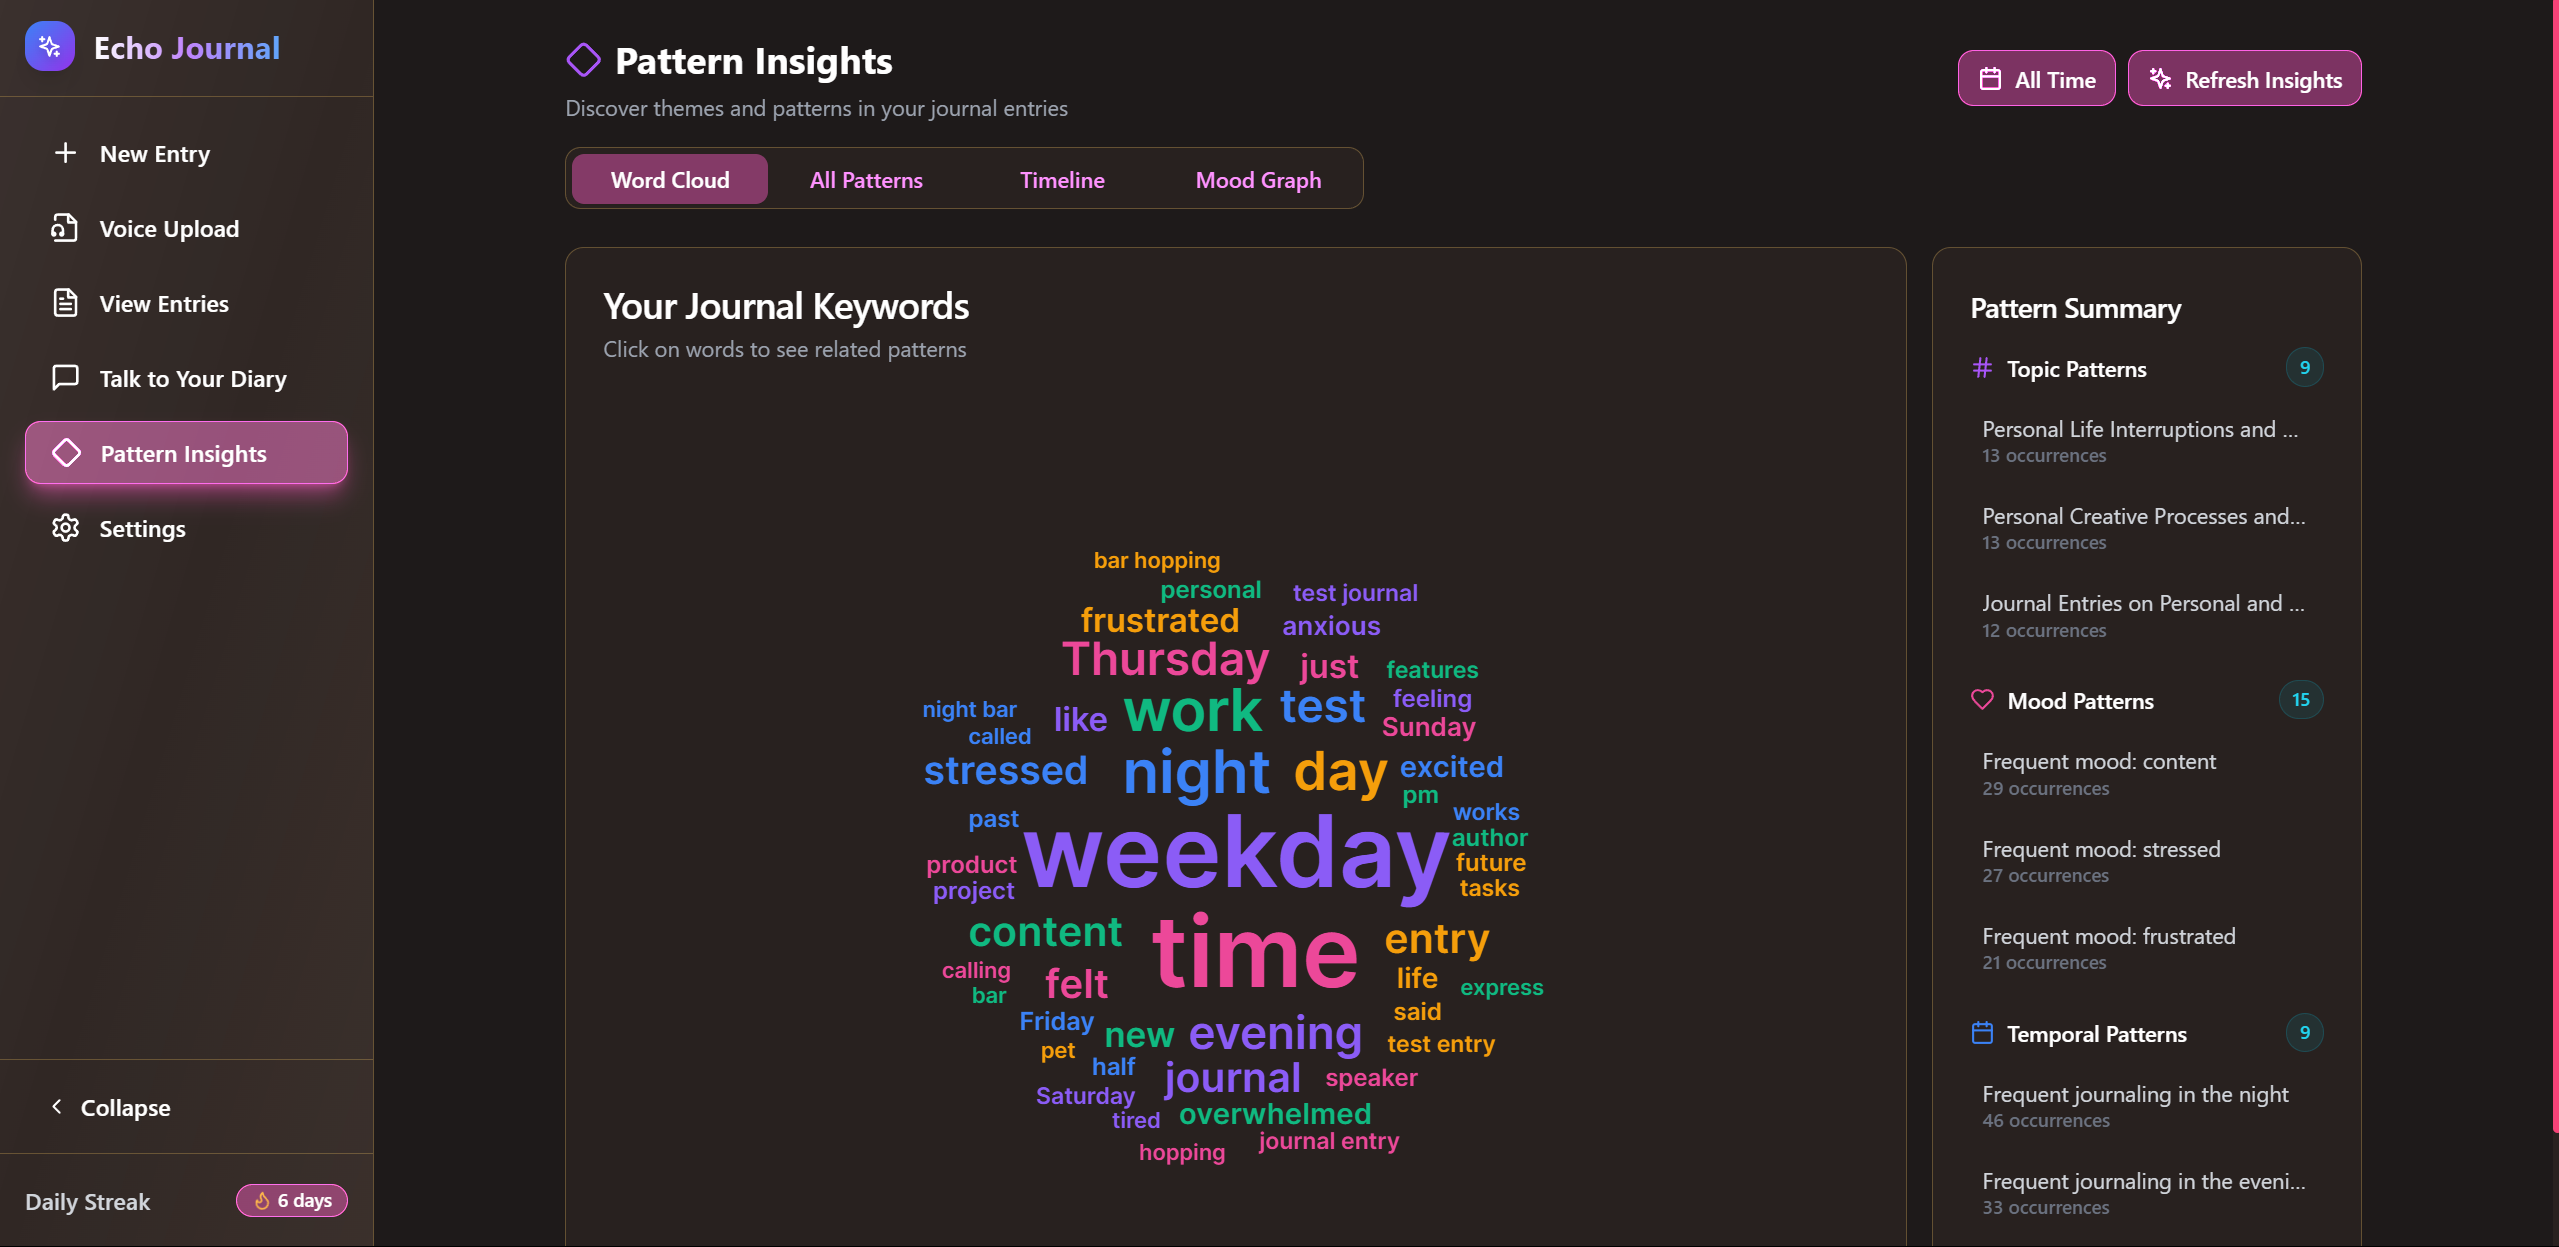 Echo Journal
New Entry
Voice Upload
View Entries
Talk to Your Diary
Pattern Insights
Settings
Collapse
Daily Streak
6 days
Pattern Insights
Discover themes and patterns in your journal entries
All Time
Refresh Insights
Word Cloud
All Patterns
Timeline
Mood Graph
Your Journal Keywords
Click on words to see related patterns
bar hopping
personal
test journal
frustrated
anxious
Thursday
just
features
night bar
like
work
test
feeling
called
Sunday
stressed
night
day
excited
pm
past
weekday
works
author
product
future
project
tasks
content
time
entry
calling
felt
life
bar
express
said
Friday
new
evening
test entry
pet
half
journal
speaker
Saturday
tired
overwhelmed
hopping
journal entry
Pattern Summary
Topic Patterns
9
Personal Life Interruptions and ...
13 occurrences
Personal Creative Processes and...
13 occurrences
Journal Entries on Personal and ...
12 occurrences
Mood Patterns
15
Frequent mood: content
29 occurrences
Frequent mood: stressed
27 occurrences
Frequent mood: frustrated
21 occurrences
Temporal Patterns
9
Frequent journaling in the night
46 occurrences
Frequent journaling in the eveni...
33 occurrences